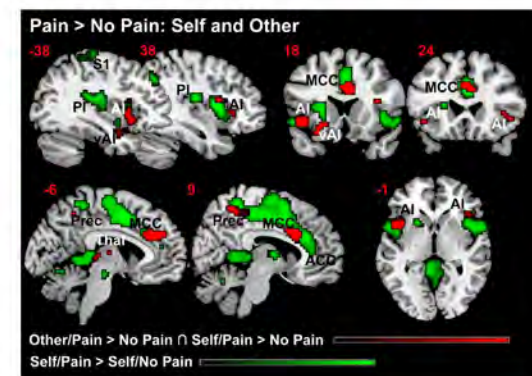 Pain > No Pain: Self and Other
-38 38 18 24
S1
MCC MCC
PI AI PI AI AI AI AI
vAI vAI
-6 9 -1
Prec MCC Prec MCC AI AI
Thal
ACC
Other/Pain > No Pain ∩ Self/Pain > No Pain
Self/Pain > Self/No Pain